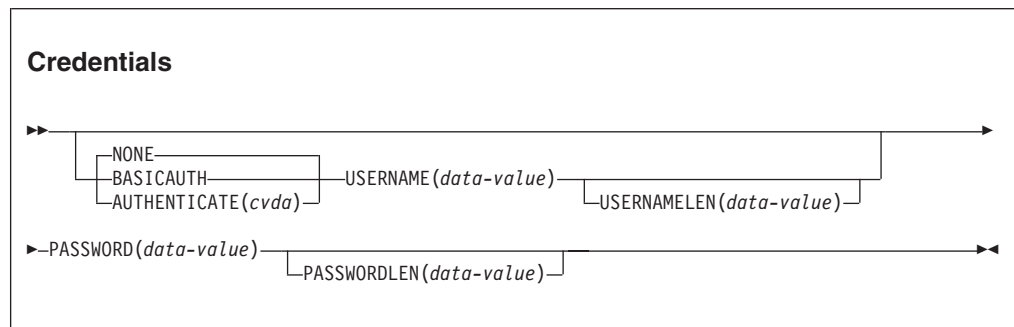 Credentials
NONE
BASICAUTH USERNAME(data-value)
AUTHENTICATE(cvda) USERNAMELEN(data-value)
PASSWORD(data-value)
PASSWORDLEN(data-value)